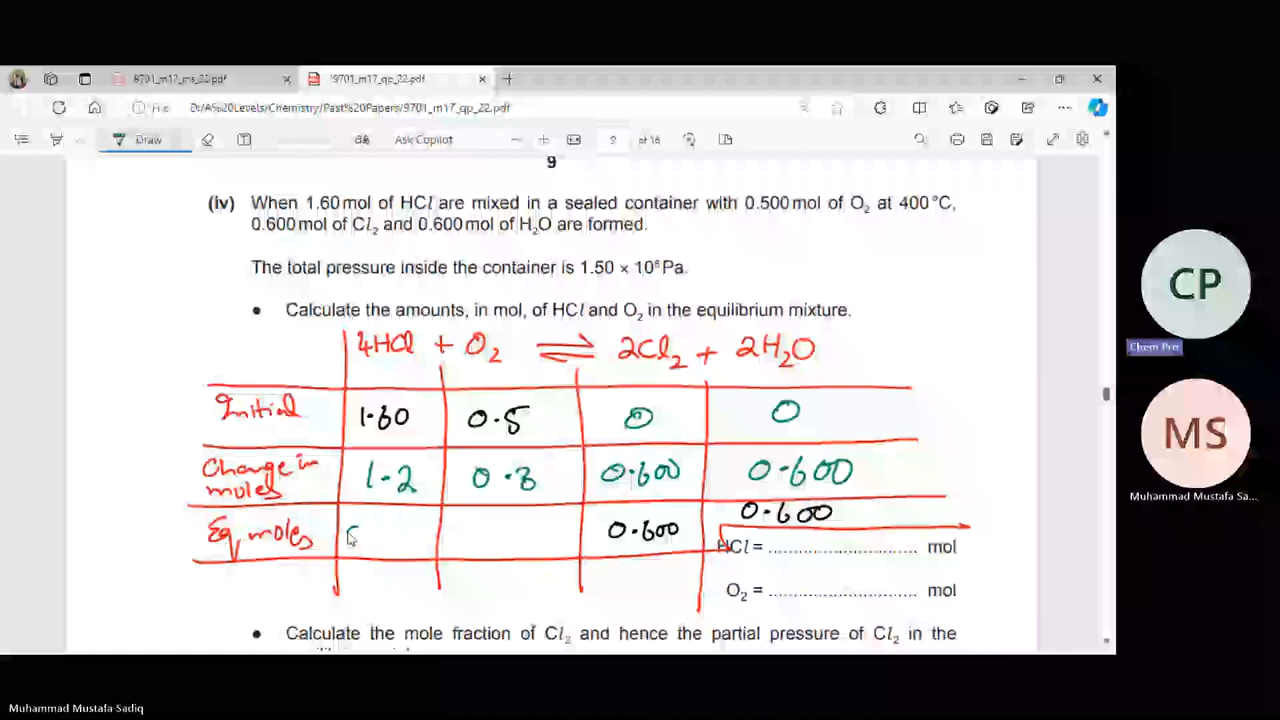 9701_m17_ms_22.pdf
9701_m17_qp_22.pdf
File
D:/A%20Levels/Chemistry/Past%20Papers/9701_m17_qp_22.pdf
Draw
Ask Copilot
9
of 16
9
(iv) When 1.60 mol of HCl are mixed in a sealed container with 0.500 mol of O₂ at 400 °C,
0.600 mol of Cl₂ and 0.600 mol of H₂O are formed.
The total pressure inside the container is 1.50 × 10⁶ Pa.
• Calculate the amounts, in mol, of HCl and O₂ in the equilibrium mixture.
4HCl + O₂ ⇌ 2Cl₂ + 2H₂O
Initial 1.60 0.5 0 0
Change in moles 1.2 0.3 0.600 0.600
Eq moles 0.600 0.600
HCl = .................................. mol
O₂ = .................................. mol
• Calculate the mole fraction of Cl₂ and hence the partial pressure of Cl₂ in the
CP
Chem Pro
MS
Muhammad Mustafa Sa...
Muhammad Mustafa Sadiq